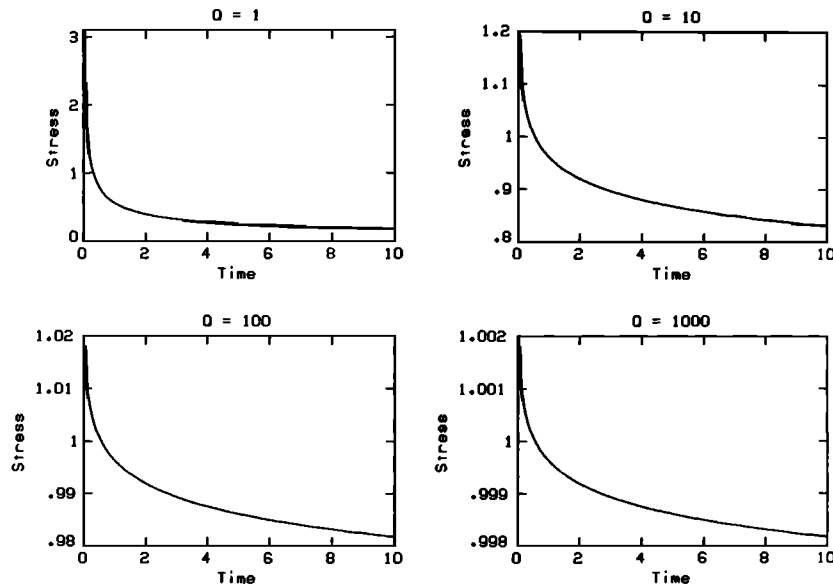 Q = 1
3
2
1
0
Stress
0 2 4 6 8 10
Time
Q = 10
1.2
1.1
1
.9
.8
Stress
0 2 4 6 8 10
Time
Q = 100
1.02
1.01
1
.99
.98
Stress
0 2 4 6 8 10
Time
Q = 1000
1.002
1.001
1
.999
.998
Stress
0 2 4 6 8 10
Time